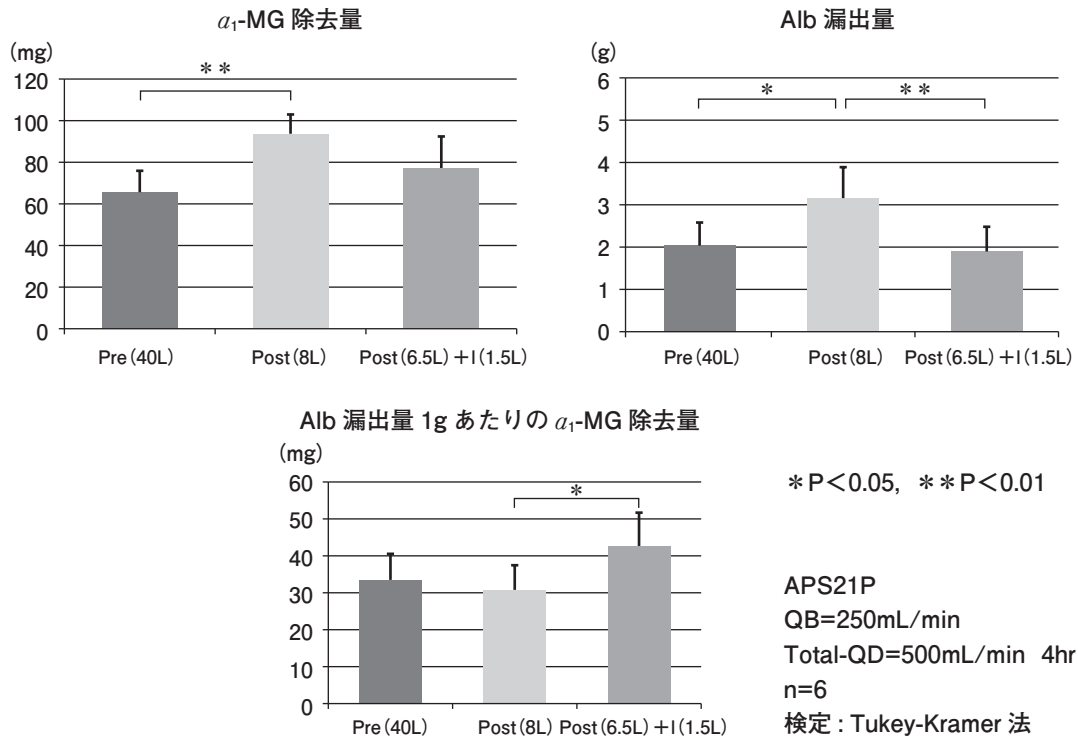 α₁-MG 除去量
(mg)
120
100
80
60
40
20
0
**
Pre(40L) Post(8L) Post(6.5L)+I(1.5L)
Alb 漏出量
(g)
6
5
4
3
2
1
0
* **
Pre(40L) Post(8L) Post(6.5L)+I(1.5L)
Alb 漏出量 1g あたりの α₁-MG 除去量
(mg)
60
50
40
30
20
10
0
*
Pre(40L) Post(8L) Post(6.5L)+I(1.5L)
*P<0.05, **P<0.01
APS21P
QB=250mL/min
Total-QD=500mL/min 4hr
n=6
検定:Tukey-Kramer 法